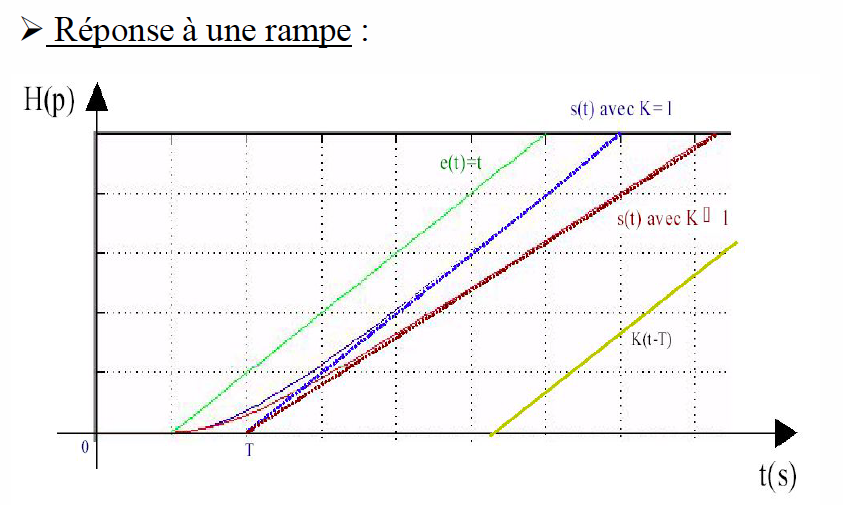 ➢ Réponse à une rampe :
H(p)
s(t) avec K=1
e(t)=t
s(t) avec K 1
K(t-T)
0
T
t(s)